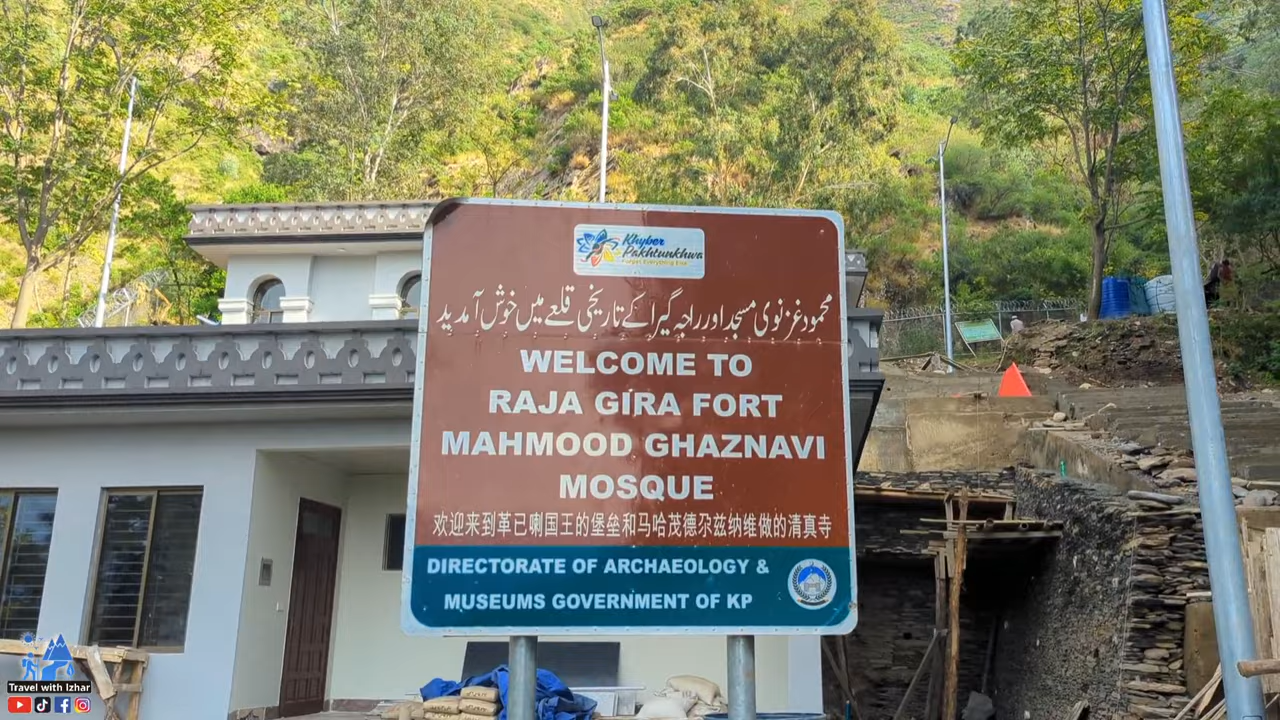 Khyber
Pakhtunkhwa
محمود غزنوی مسجد اور راجہ گیرا کے تاریخی قلعے میں خوش آمدید
WELCOME TO
RAJA GIRA FORT
MAHMOOD GHAZNAVI
MOSQUE
欢迎来到革已喇国王的堡垒和马哈茂德尕兹纳维做的清真寺
DIRECTORATE OF ARCHAEOLOGY &
MUSEUMS GOVERNMENT OF KP
Travel with Izhar